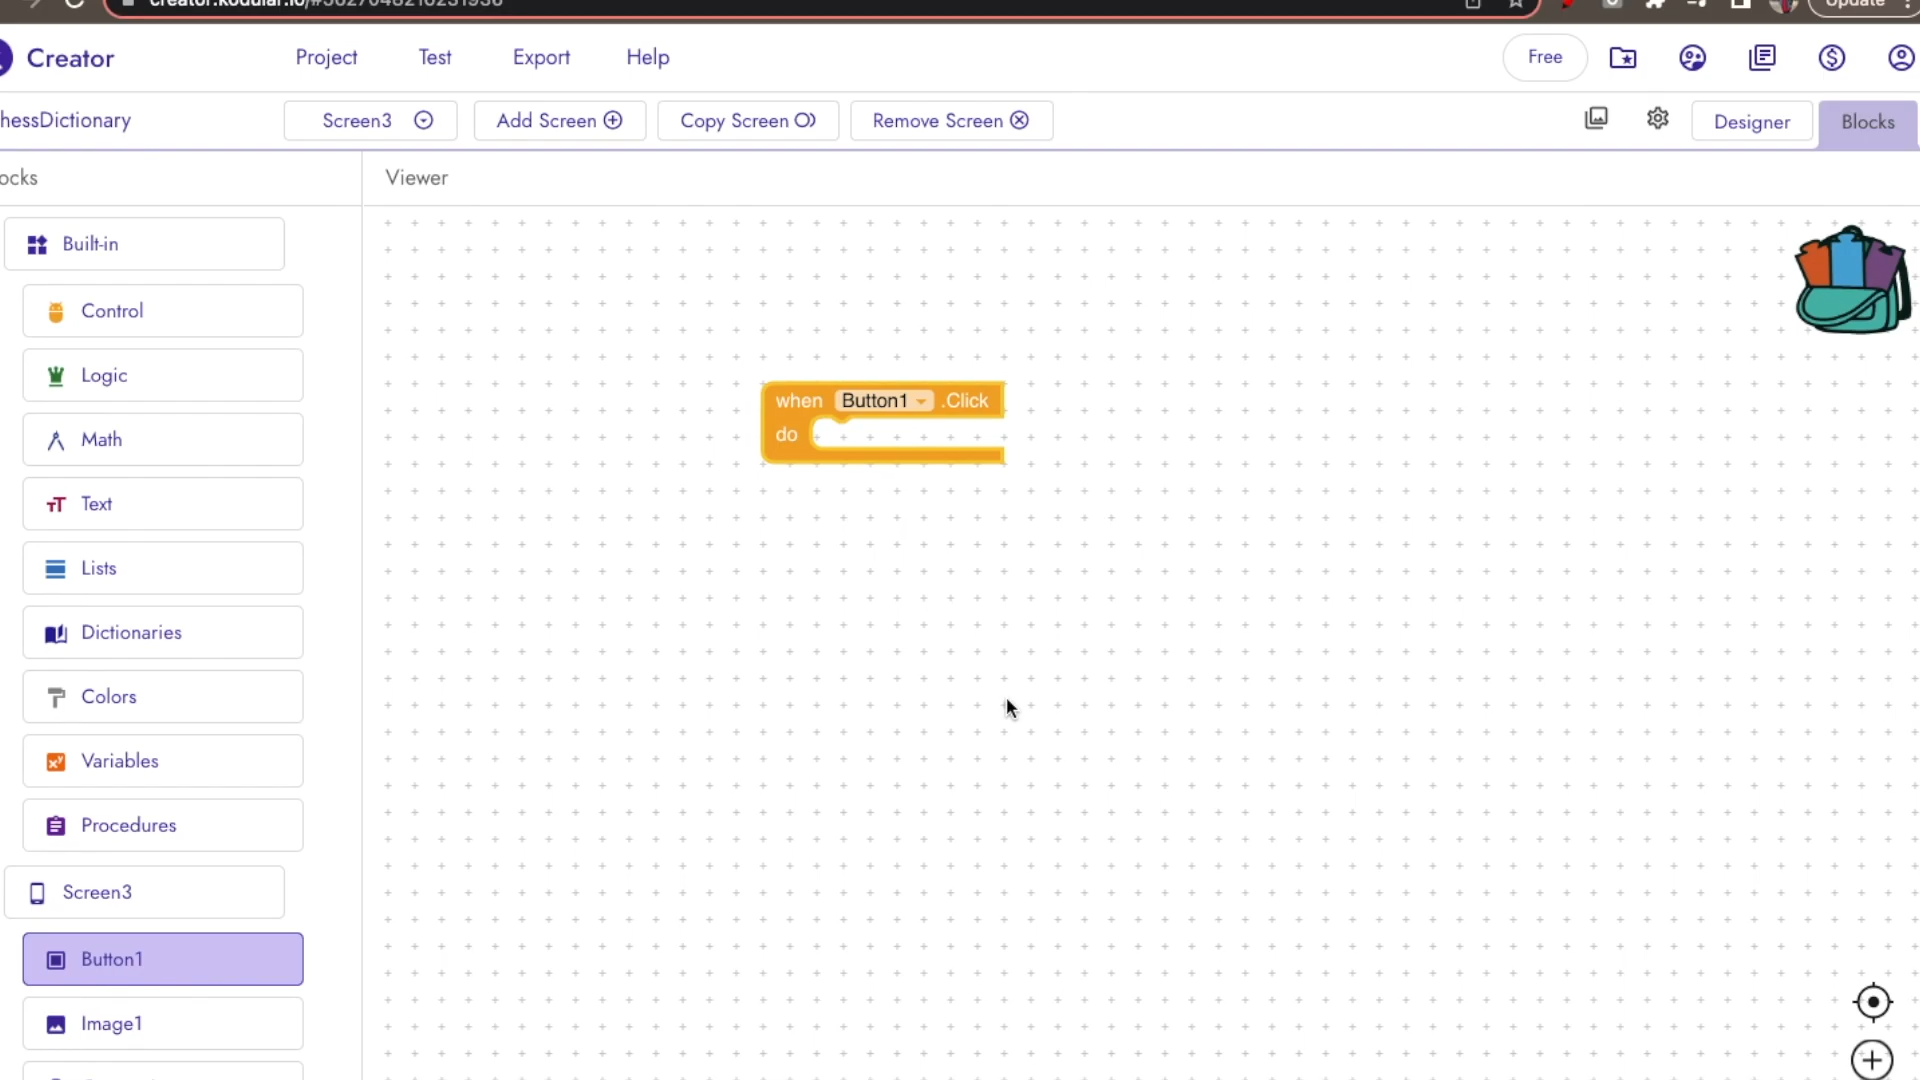 Update
Creator
Project
Test
Export
Help
Free
hessDictionary
Screen3
Add Screen
Copy Screen
Remove Screen
Designer
Blocks
ocks
Viewer
Built-in
Control
Logic
Math
Text
Lists
Dictionaries
Colors
Variables
Procedures
Screen3
Button1
Image1
when Button1 .Click
do